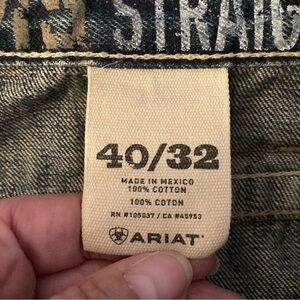 STRAIG
40/32
MADE IN MEXICO
100% COTTON
100% COTON
RN #105037 / CA #45953
ARIAT